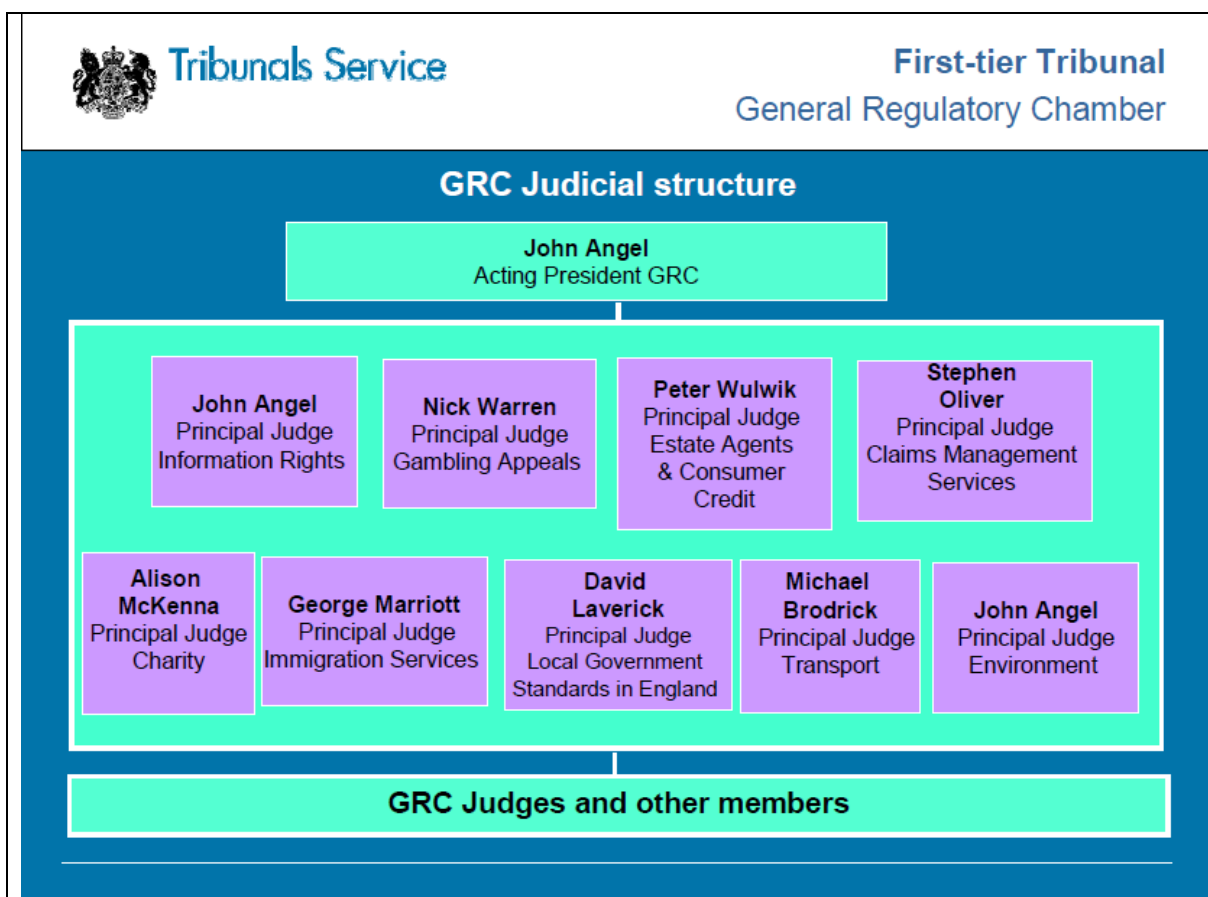 Tribunals Service
First-tier Tribunal
General Regulatory Chamber
GRC Judicial structure
John Angel
Acting President GRC
John Angel
Principal Judge
Information Rights
Nick Warren
Principal Judge
Gambling Appeals
Peter Wulwik
Principal Judge
Estate Agents
& Consumer
Credit
Stephen
Oliver
Principal Judge
Claims Management
Services
Alison
McKenna
Principal Judge
Charity
George Marriott
Principal Judge
Immigration Services
David
Laverick
Principal Judge
Local Government
Standards in England
Michael
Brodrick
Principal Judge
Transport
John Angel
Principal Judge
Environment
GRC Judges and other members